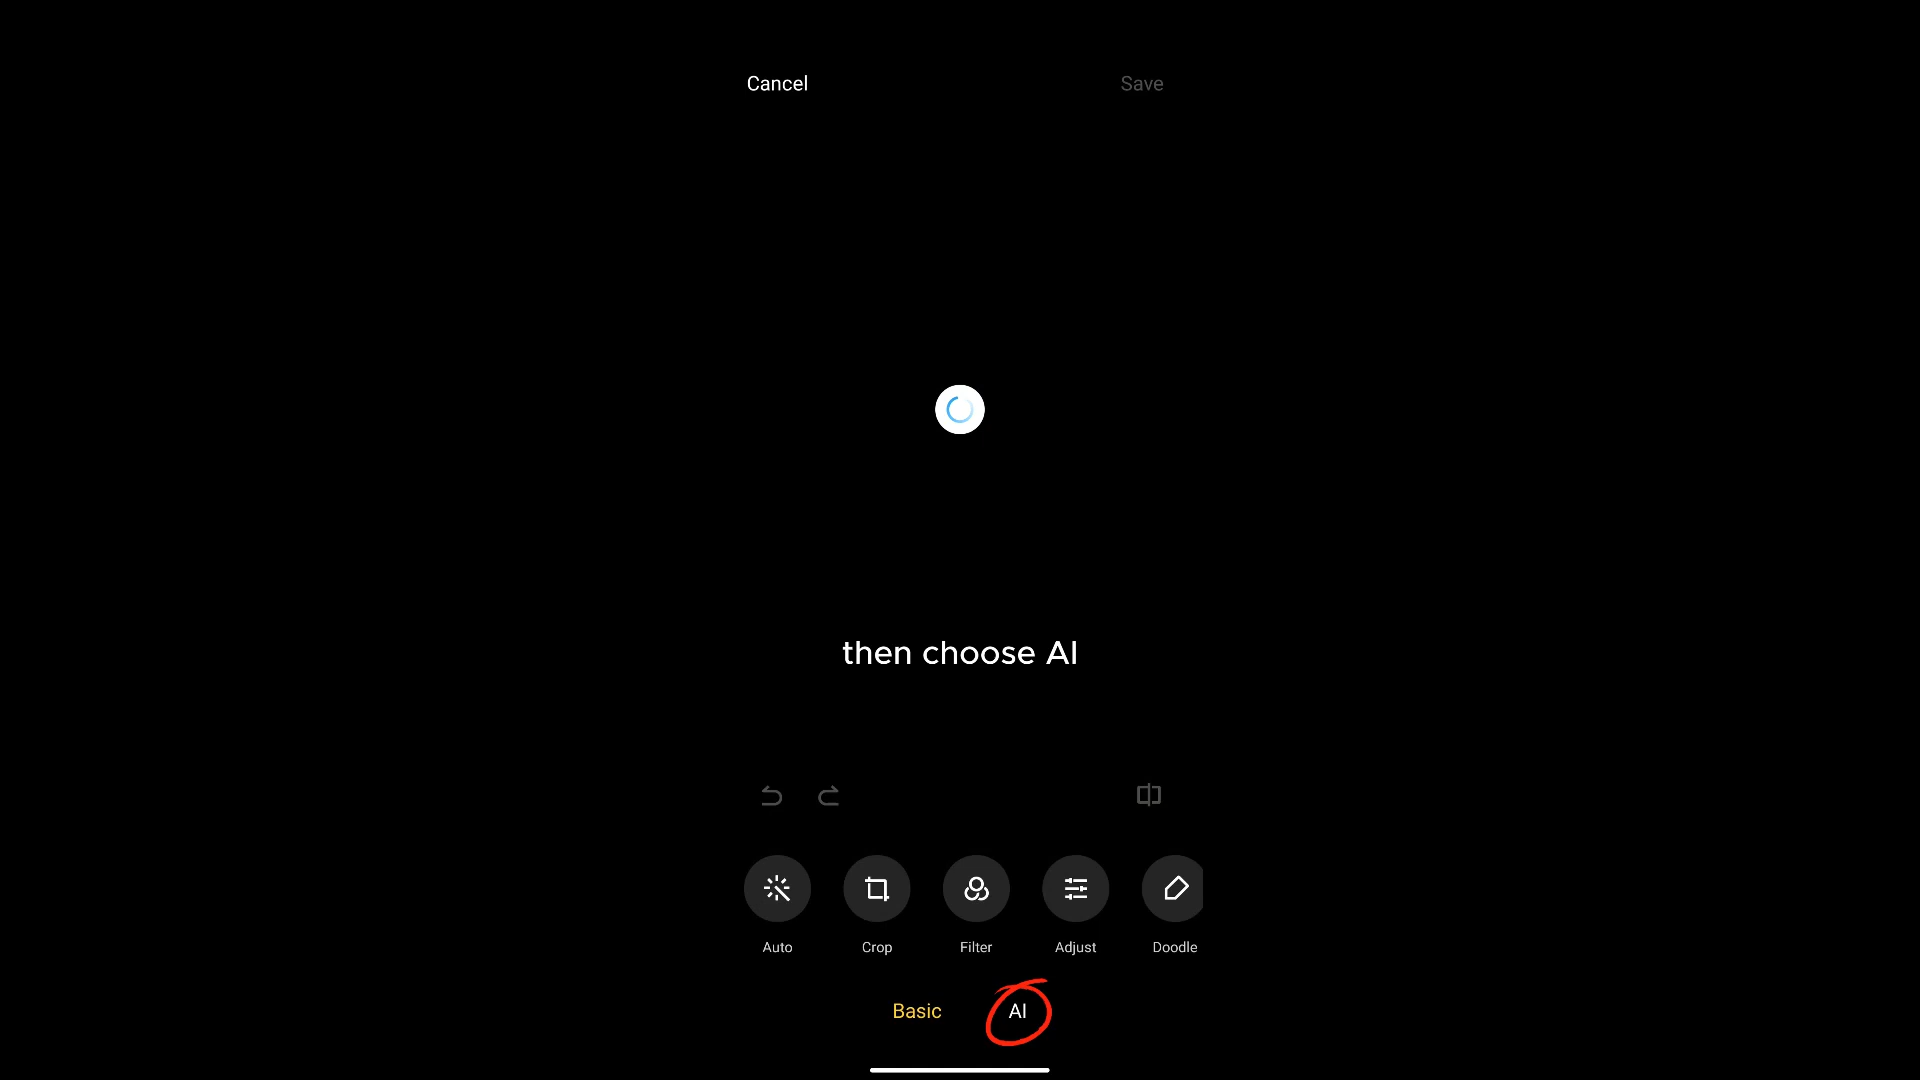 Cancel
Save
then choose AI
Auto
Crop
Filter
Adjust
Doodle
Basic
AI